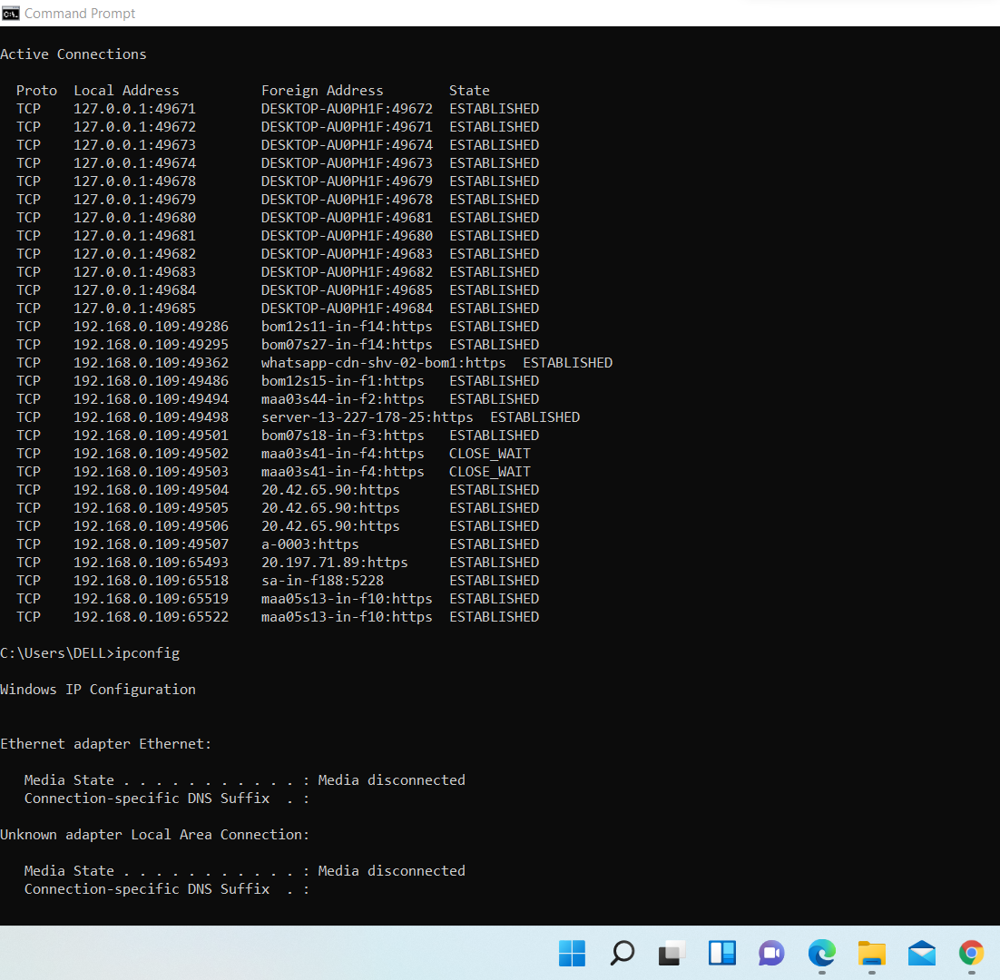 Command Prompt
Active Connections
Proto  Local Address          Foreign Address        State
TCP    127.0.0.1:49671        DESKTOP-AU0PH1F:49672  ESTABLISHED
TCP    127.0.0.1:49672        DESKTOP-AU0PH1F:49671  ESTABLISHED
TCP    127.0.0.1:49673        DESKTOP-AU0PH1F:49674  ESTABLISHED
TCP    127.0.0.1:49674        DESKTOP-AU0PH1F:49673  ESTABLISHED
TCP    127.0.0.1:49678        DESKTOP-AU0PH1F:49679  ESTABLISHED
TCP    127.0.0.1:49679        DESKTOP-AU0PH1F:49678  ESTABLISHED
TCP    127.0.0.1:49680        DESKTOP-AU0PH1F:49681  ESTABLISHED
TCP    127.0.0.1:49681        DESKTOP-AU0PH1F:49680  ESTABLISHED
TCP    127.0.0.1:49682        DESKTOP-AU0PH1F:49683  ESTABLISHED
TCP    127.0.0.1:49683        DESKTOP-AU0PH1F:49682  ESTABLISHED
TCP    127.0.0.1:49684        DESKTOP-AU0PH1F:49685  ESTABLISHED
TCP    127.0.0.1:49685        DESKTOP-AU0PH1F:49684  ESTABLISHED
TCP    192.168.0.109:49286    bom12s11-in-f14:https  ESTABLISHED
TCP    192.168.0.109:49295    bom07s27-in-f14:https  ESTABLISHED
TCP    192.168.0.109:49362    whatsapp-cdn-shv-02-bom1:https  ESTABLISHED
TCP    192.168.0.109:49486    bom12s15-in-f1:https   ESTABLISHED
TCP    192.168.0.109:49494    maa03s44-in-f2:https   ESTABLISHED
TCP    192.168.0.109:49498    server-13-227-178-25:https  ESTABLISHED
TCP    192.168.0.109:49501    bom07s18-in-f3:https   ESTABLISHED
TCP    192.168.0.109:49502    maa03s41-in-f4:https   CLOSE_WAIT
TCP    192.168.0.109:49503    maa03s41-in-f4:https   CLOSE_WAIT
TCP    192.168.0.109:49504    20.42.65.90:https      ESTABLISHED
TCP    192.168.0.109:49505    20.42.65.90:https      ESTABLISHED
TCP    192.168.0.109:49506    20.42.65.90:https      ESTABLISHED
TCP    192.168.0.109:49507    a-0003:https           ESTABLISHED
TCP    192.168.0.109:65493    20.197.71.89:https     ESTABLISHED
TCP    192.168.0.109:65518    sa-in-f188:5228        ESTABLISHED
TCP    192.168.0.109:65519    maa05s13-in-f10:https  ESTABLISHED
TCP    192.168.0.109:65522    maa05s13-in-f10:https  ESTABLISHED
C:\Users\DELL>ipconfig
Windows IP Configuration
Ethernet adapter Ethernet:
Media State . . . . . . . . . . . : Media disconnected
Connection-specific DNS Suffix  . :
Unknown adapter Local Area Connection:
Media State . . . . . . . . . . . : Media disconnected
Connection-specific DNS Suffix  . :